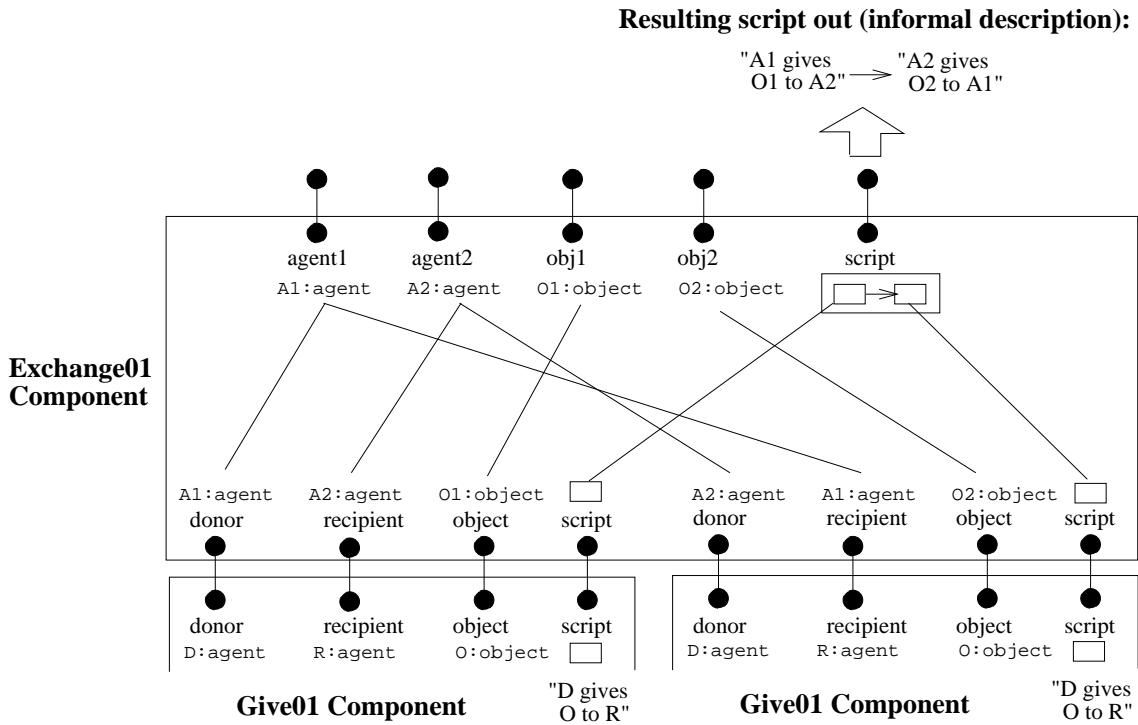 Resulting script out (informal description):
"A1 gives "A2 gives
O1 to A2" O2 to A1"
agent1 agent2 obj1 obj2 script
A1:agent A2:agent O1:object O2:object
Exchange01
Component
A1:agent A2:agent O1:object A2:agent A1:agent O2:object
donor recipient object script donor recipient object script
donor recipient object script donor recipient object script
D:agent R:agent O:object D:agent R:agent O:object
Give01 Component "D gives Give01 Component "D gives
O to R" O to R"